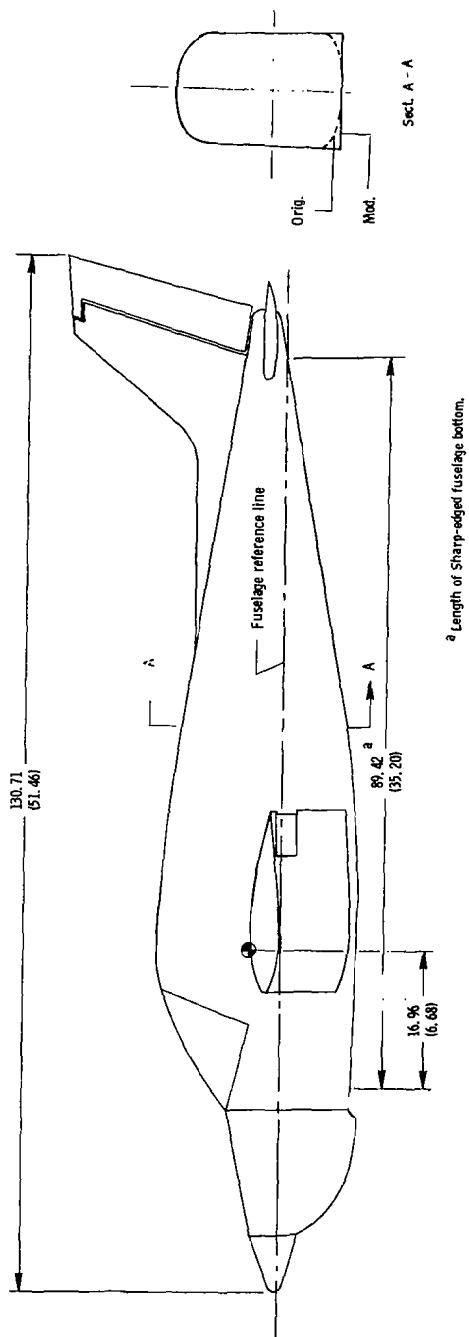 130.71
(51.46)
Fuselage reference line
A
A
a
89.42
(35.20)
16.96
(6.68)
Orig.
Mod.
Sect. A - A
a Length of Sharp-edged fuselage bottom.